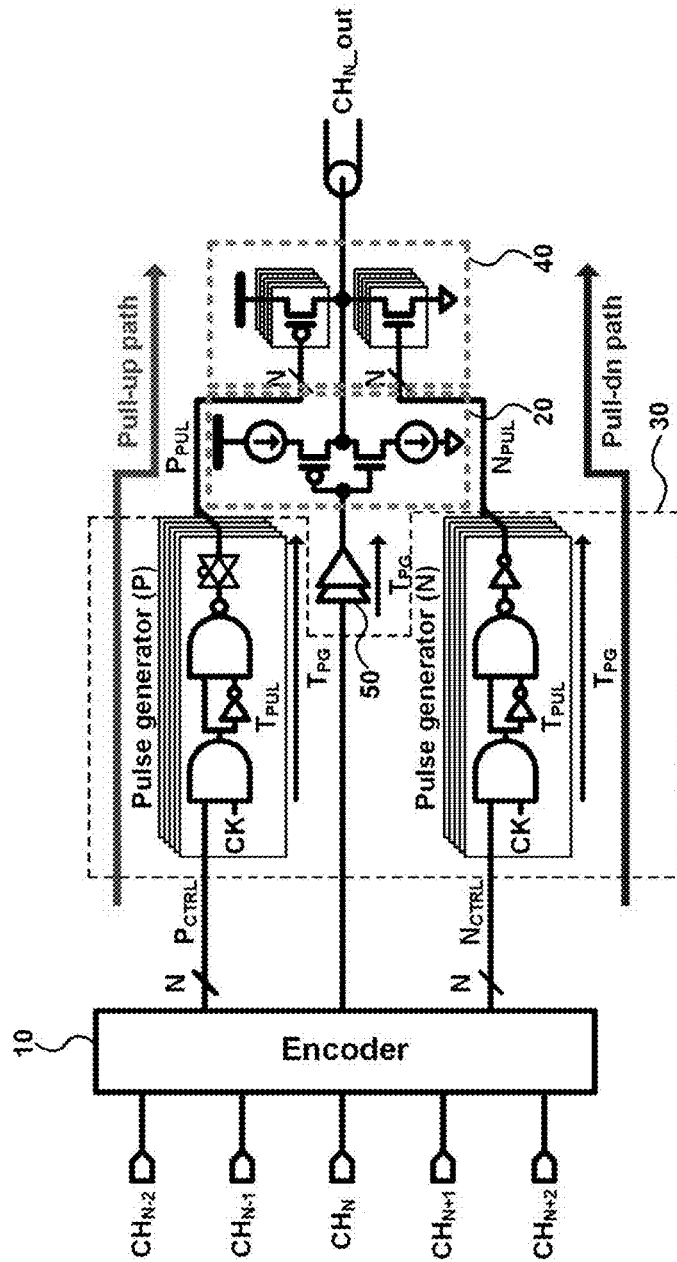 10
Encoder
CH_N-2
CH_N-1
CH_N
CH_N+1
CH_N+2
N
P_CTRL
N
N_CTRL
Pulse generator (P)
CK
T_PUL
T_PG
50
T_PG
Pulse generator (N)
CK
T_PUL
T_PG
30
Pull-up path
P_PUL
N
N
20
N_PUL
40
Pull-dn path
CH_N_out